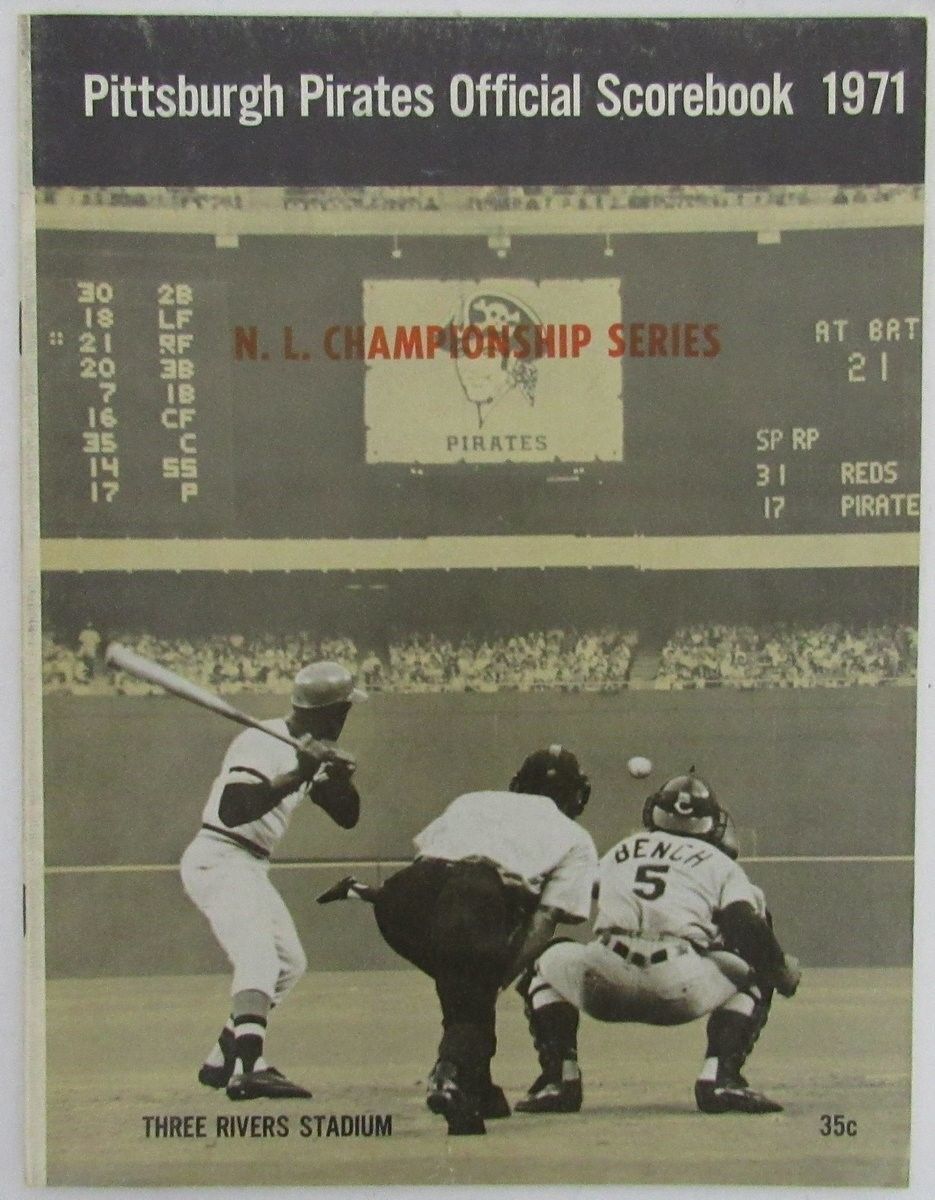 Pittsburgh Pirates Official Scorebook 1971
N. L. CHAMPIONSHIP SERIES
30 2B
18 LF
21 RF
20 3B
7 1B
16 CF
35 C
14 SS
17 P
PIRATES
AT BAT
21
SP RP
31 REDS
17 PIRATE
BENCH
5
THREE RIVERS STADIUM
35c